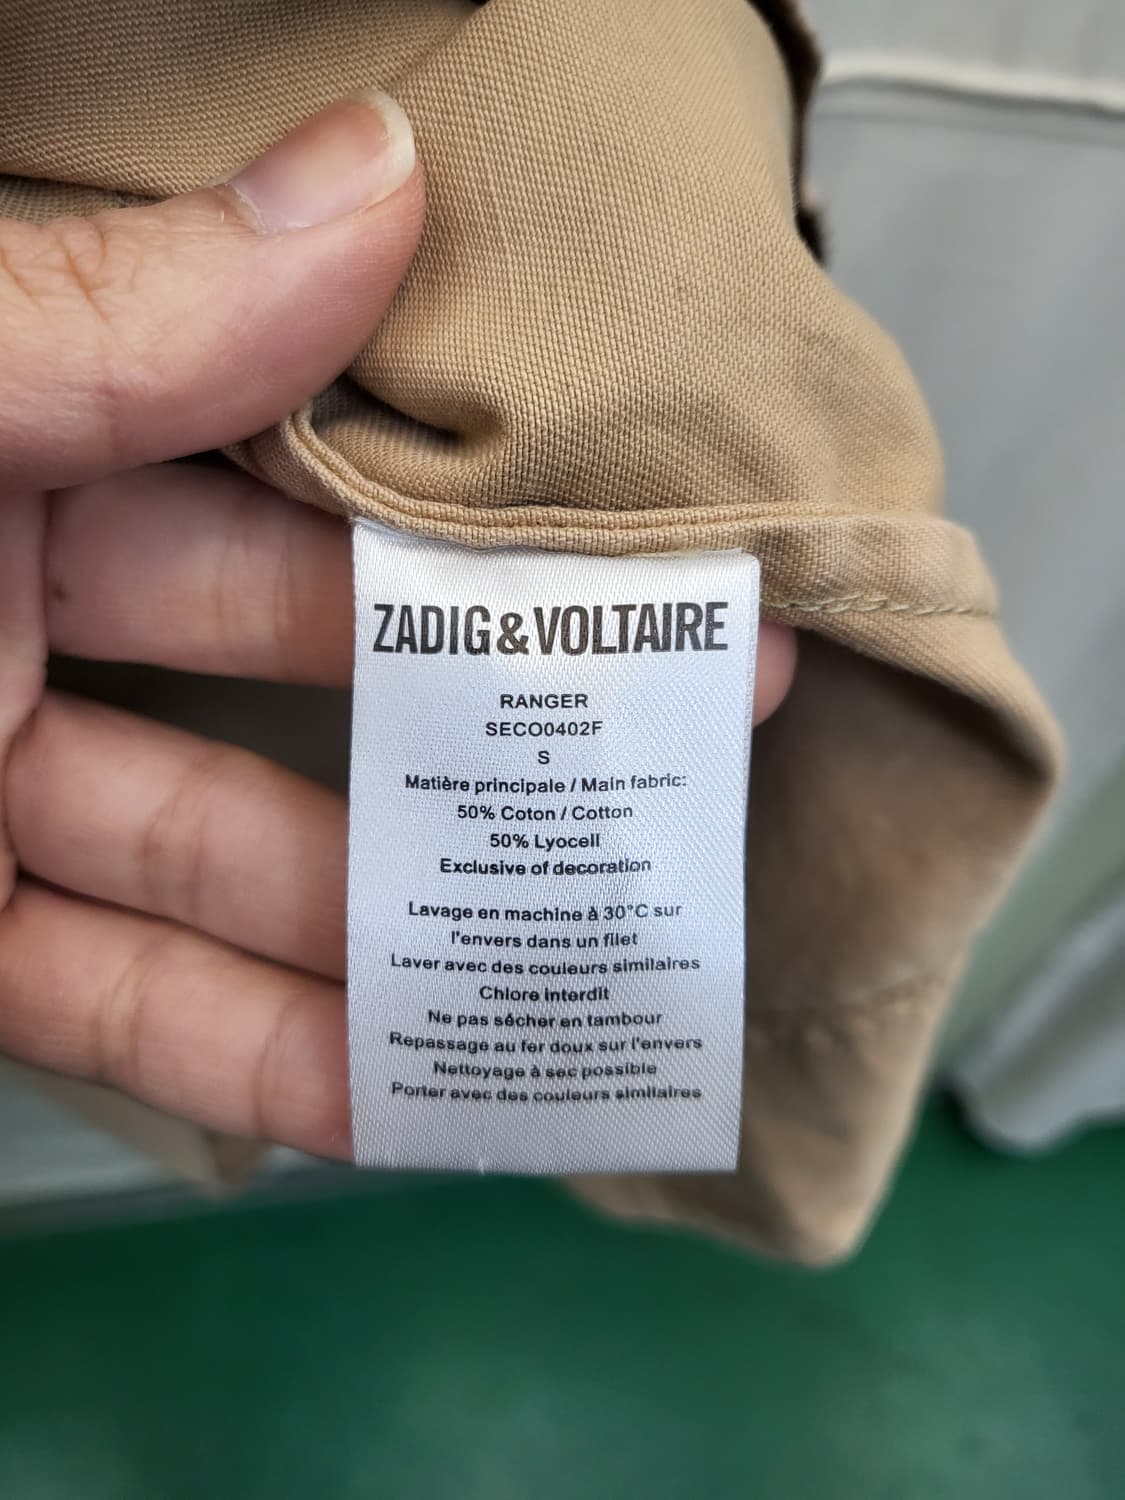 ZADIG&VOLTAIRE
RANGER
SECO0402F
S
Matière principale / Main fabric:
50% Coton / Cotton
50% Lyocell
Exclusive of decoration
Lavage en machine à 30°C sur
l'envers dans un filet
Laver avec des couleurs similaires
Chlore interdit
Ne pas sécher en tambour
Repassage au fer doux sur l'envers
Nettoyage à sec possible
Porter avec des couleurs similaires